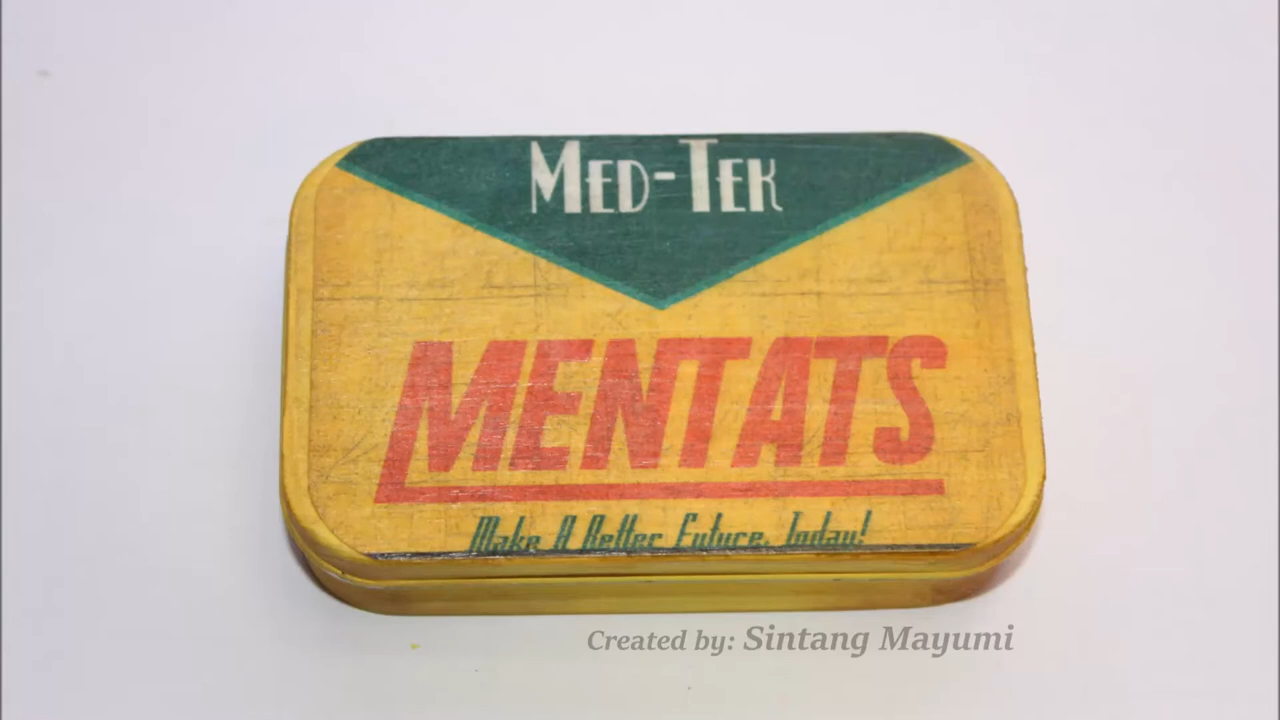 MED-TEK
MENTATS
Make A Better Future, Today!
Created by: Sintang Mayumi